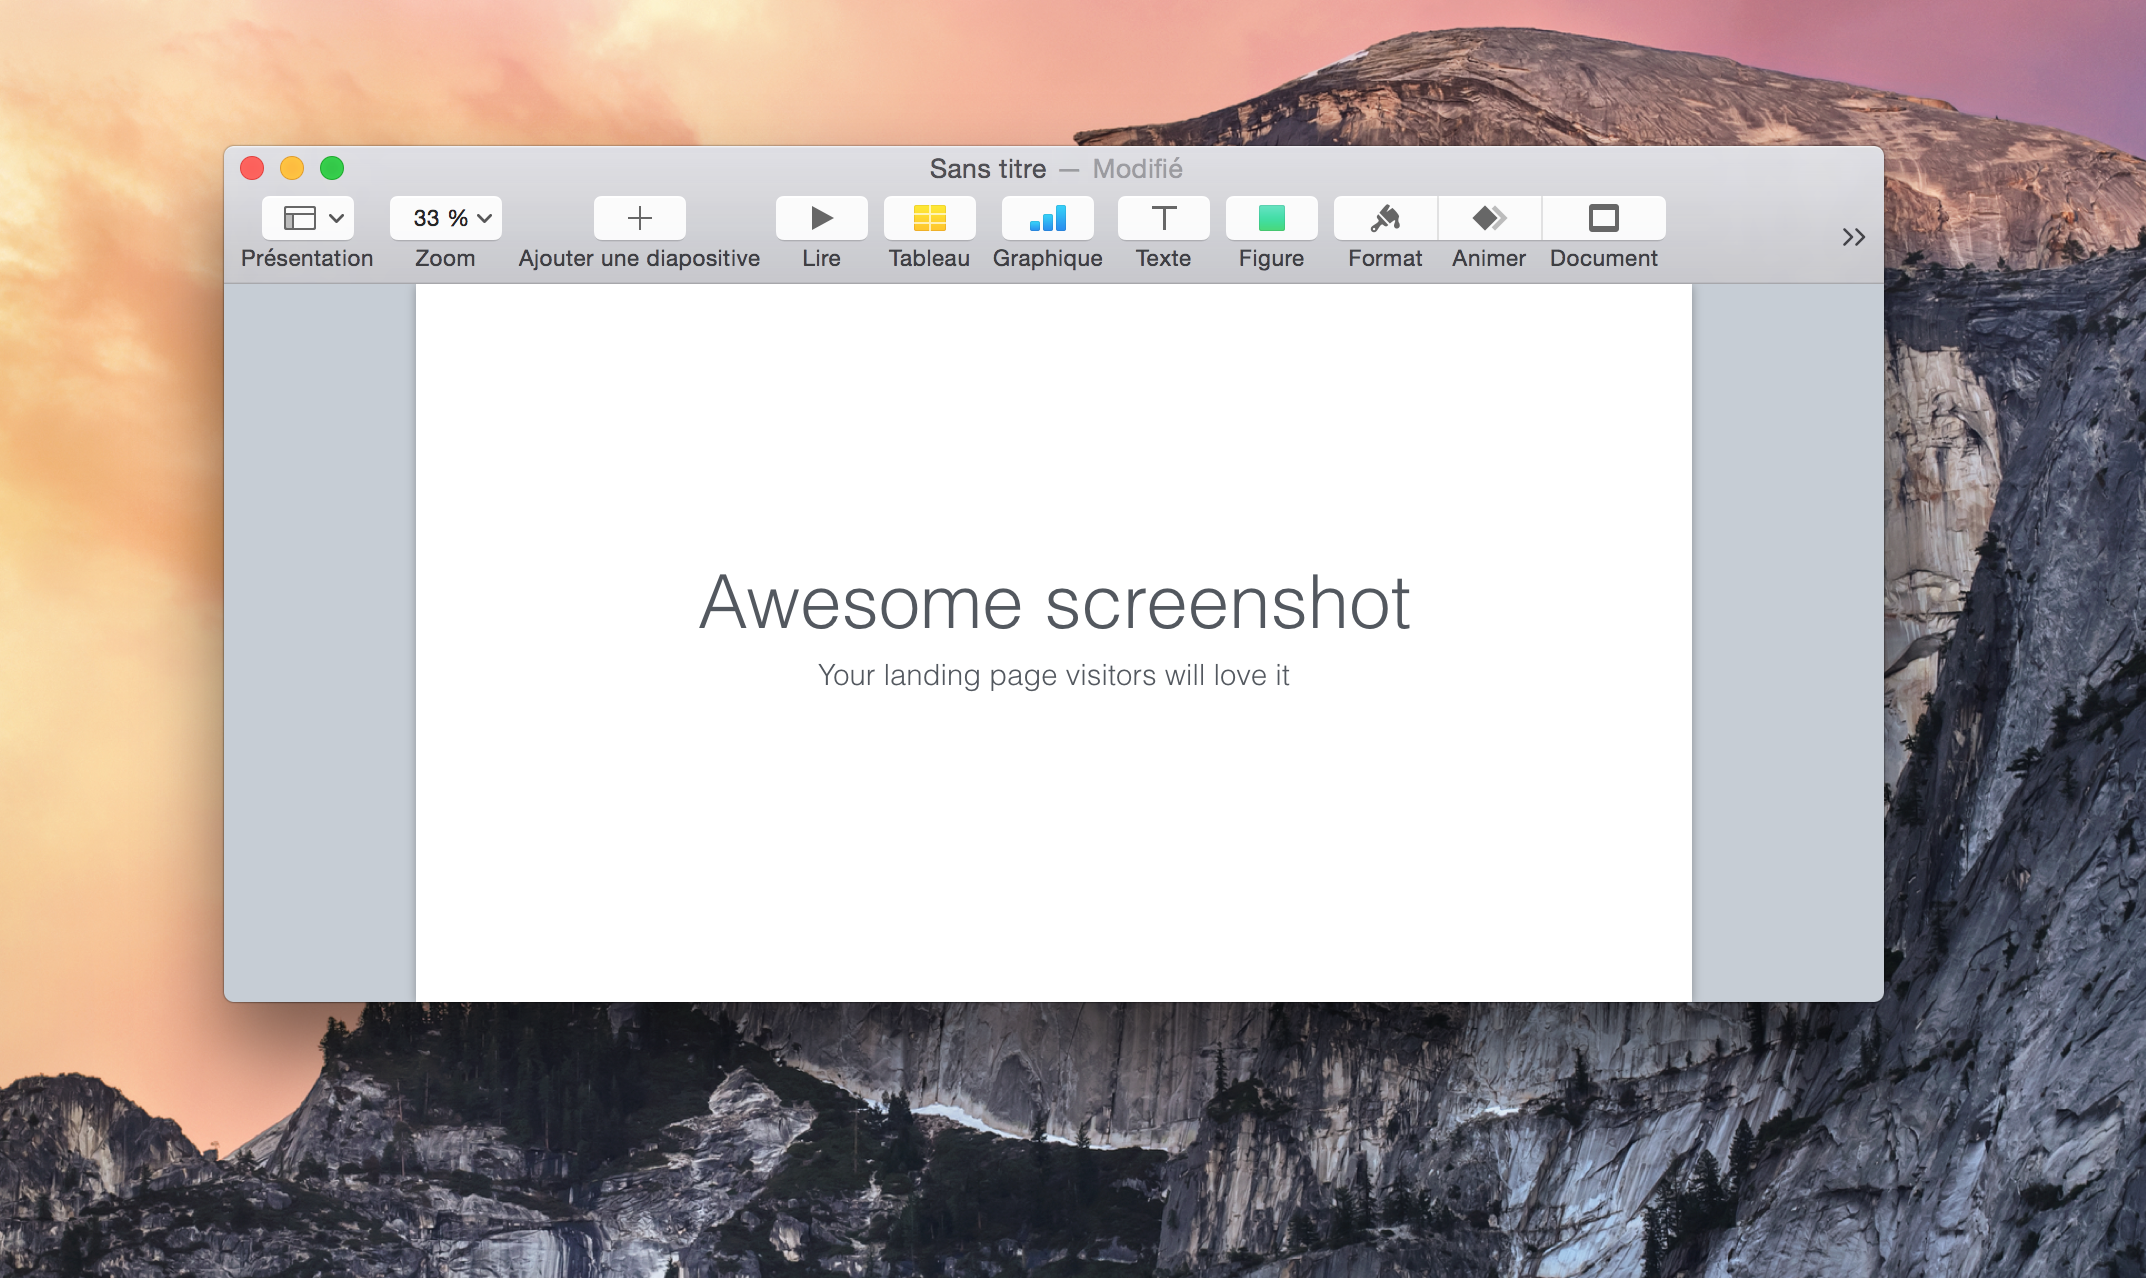 Sans titre — Modifié
33 %
Présentation Zoom Ajouter une diapositive Lire Tableau Graphique Texte Figure Format Animer Document
Awesome screenshot
Your landing page visitors will love it